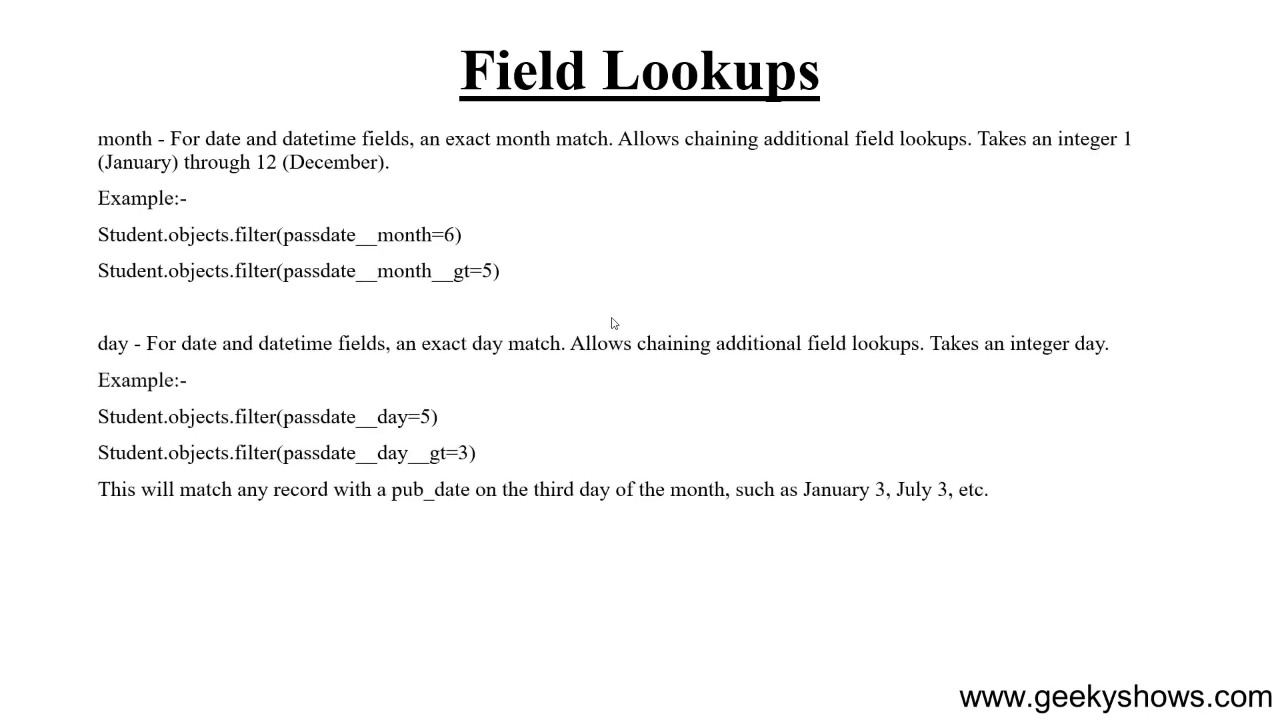 Field Lookups
month - For date and datetime fields, an exact month match. Allows chaining additional field lookups. Takes an integer 1
(January) through 12 (December).
Example:-
Student.objects.filter(passdate__month=6)
Student.objects.filter(passdate__month__gt=5)
day - For date and datetime fields, an exact day match. Allows chaining additional field lookups. Takes an integer day.
Example:-
Student.objects.filter(passdate__day=5)
Student.objects.filter(passdate__day__gt=3)
This will match any record with a pub_date on the third day of the month, such as January 3, July 3, etc.
www.geekyshows.com